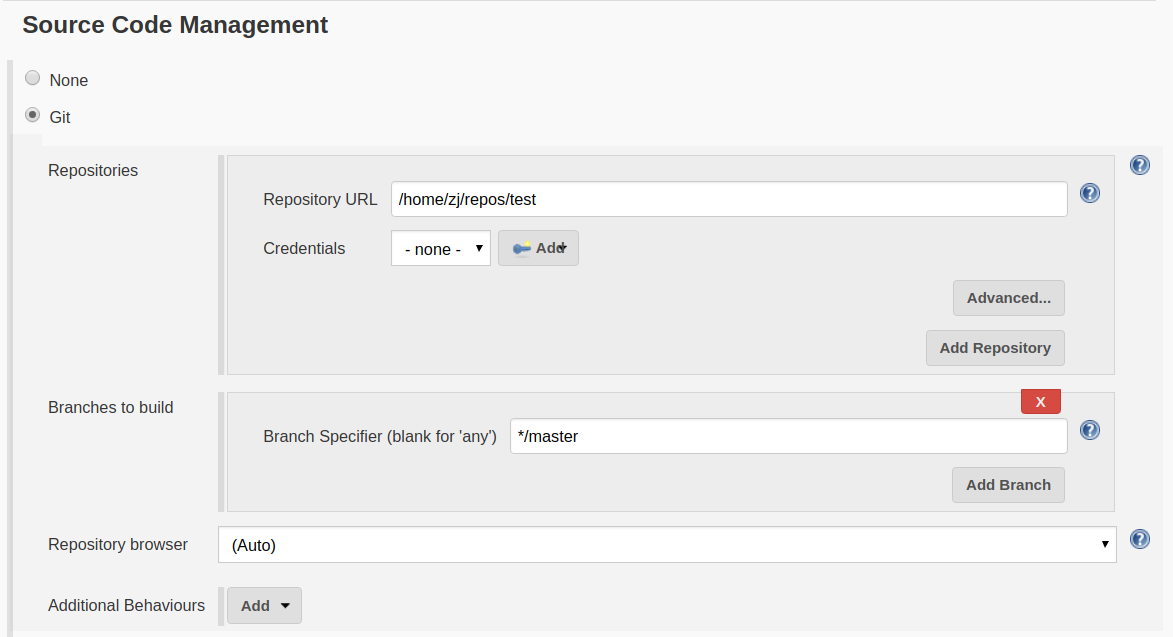 Source Code Management
None
Git
Repositories
Repository URL /home/zj/repos/test
Credentials - none - Add
Advanced...
Add Repository
Branches to build
X
Branch Specifier (blank for 'any') */master
Add Branch
Repository browser (Auto)
Additional Behaviours Add